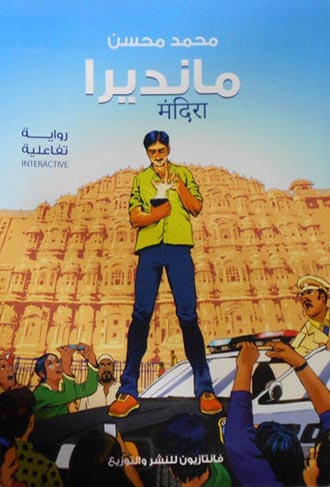 محمد محسن
مانديرا
मंदिरा
رواية
تفاعلية
INTERACTIVE
فانتازيون للنشر والتوزيع